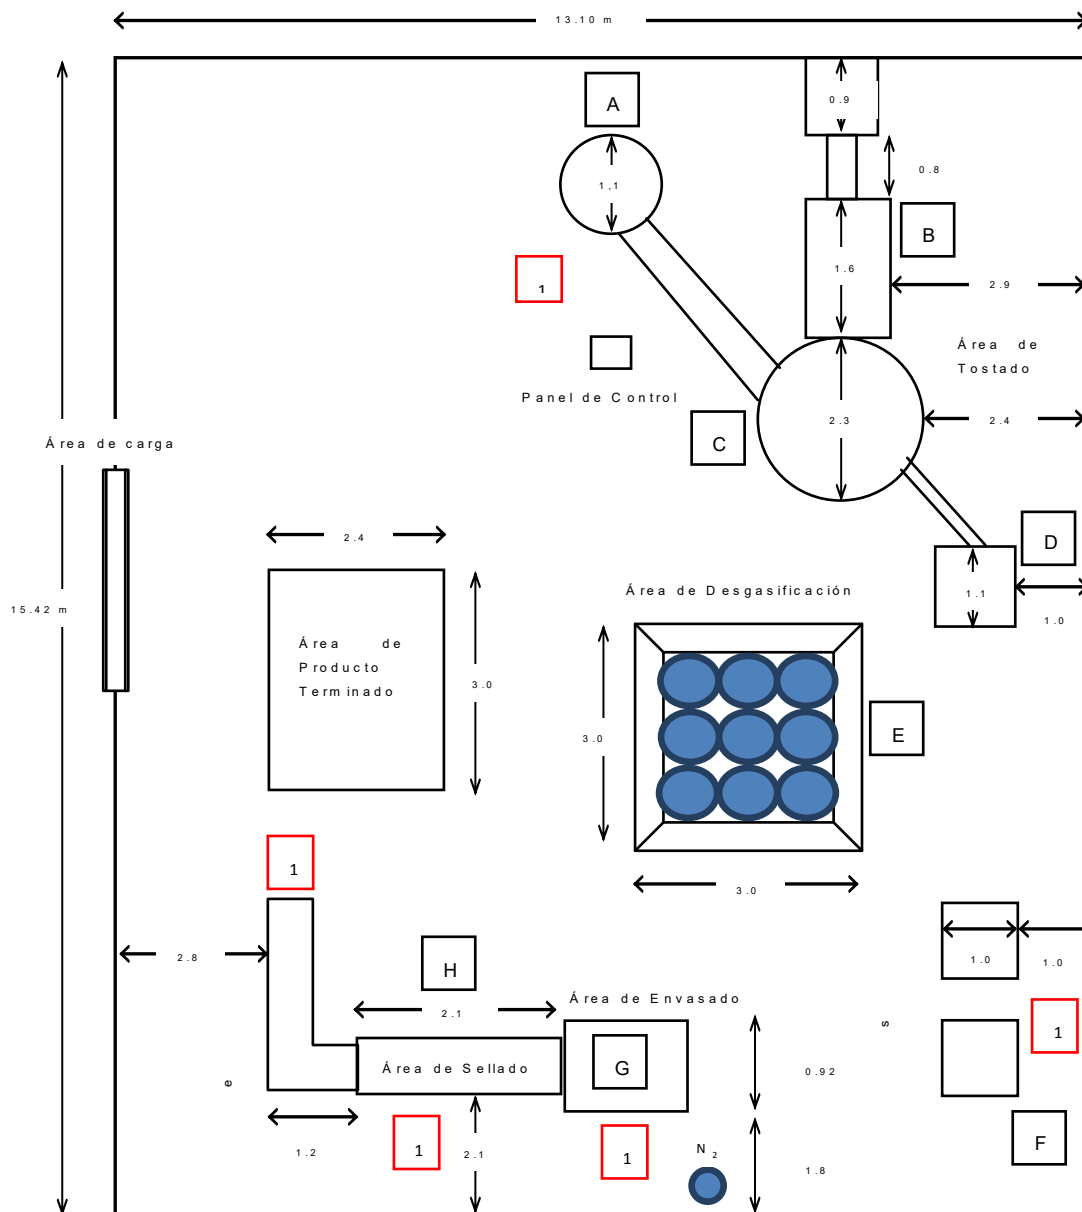 13.10 m
A
0.9
1,1
0.8
B
1
1.6
2.9
Área de
Tostado
Panel de Control
C
2.3
2.4
Área de carga
D
2.4
1.1
1.0
Área de Desgasificación
15.42 m
Área de
Producto
Terminado
3.0
3.0
E
1
3.0
2.8
H
2.1
1.0
1.0
Área de Envasado
s
1
Área de Sellado
G
0.92
e
1.2
1
2.1
1
N2
1.8
F